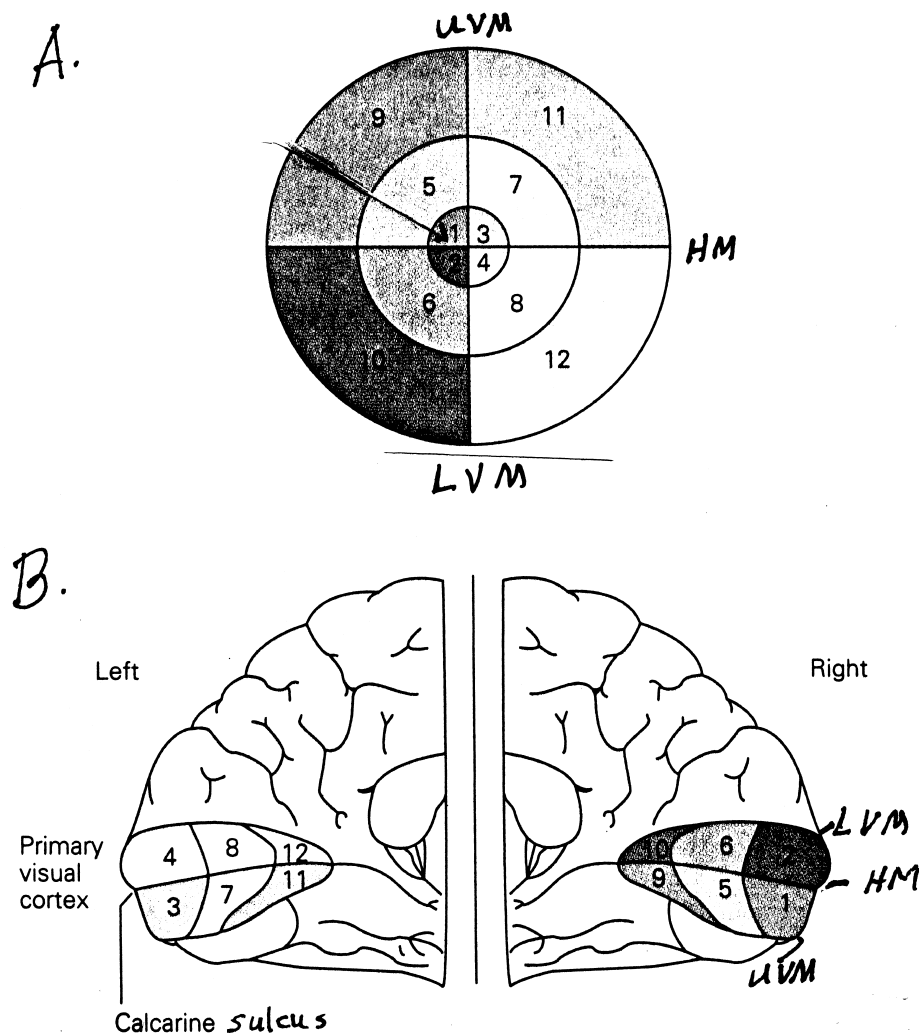 A.
UVM
9
11
5
7
1 3
HM
2 4
6
8
10
12
LVM
B.
Left
Right
Primary
visual
cortex
4
8
12
11
3
7
10
6
2
9
5
1
LVM
HM
UVM
Calcarine sulcus